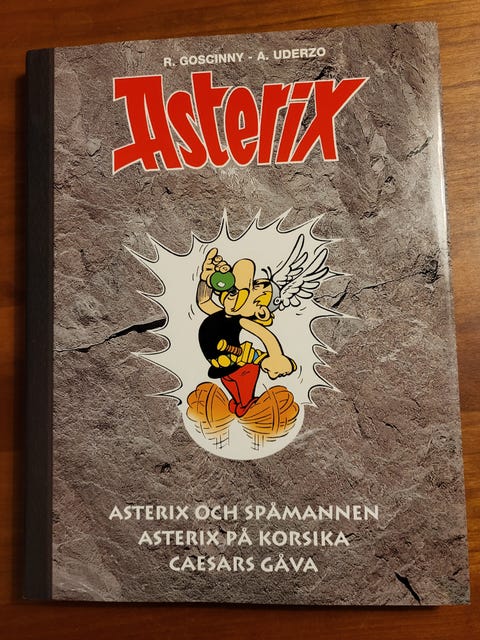 R. GOSCINNY - A. UDERZO
Asterix
ASTERIX OCH SPÅMANNEN
ASTERIX PÅ KORSIKA
CAESARS GÅVA